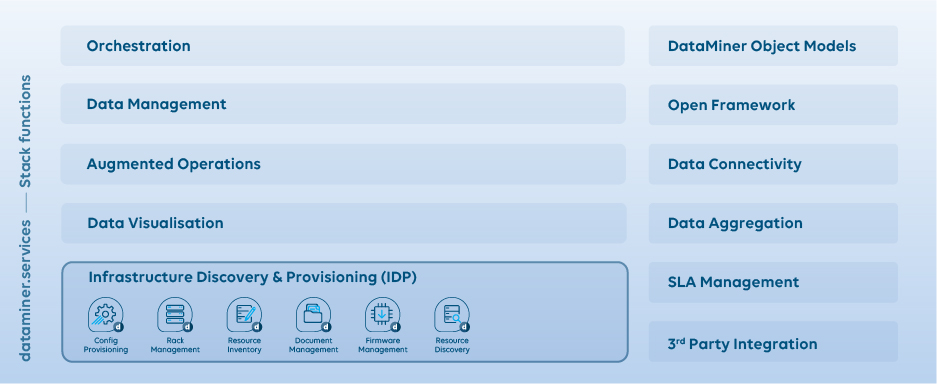 dataminer.services — Stack functions
Orchestration
Data Management
Augmented Operations
Data Visualisation
Infrastructure Discovery & Provisioning (IDP)
Config
Provisioning
Rack
Management
Resource
Inventory
Document
Management
Firmware
Management
Resource
Discovery
d
d
d
d
d
d
DataMiner Object Models
Open Framework
Data Connectivity
Data Aggregation
SLA Management
3rd Party Integration